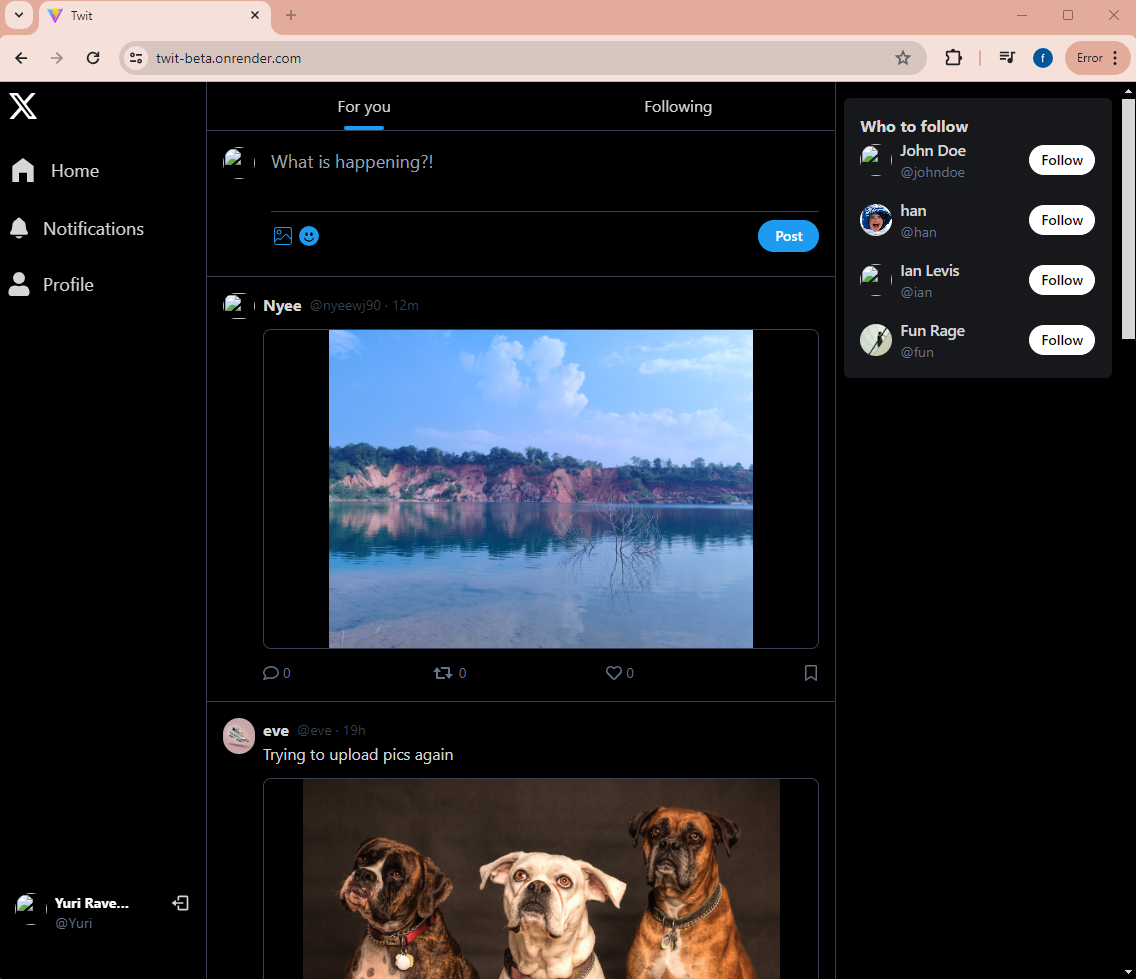 Twit
twit-beta.onrender.com
f
Error
Home
Notifications
Profile
Yuri Rave...
@Yuri
For you
Following
What is happening?!
Post
Nyee @nyeewj90 · 12m
0
0
0
eve @eve · 19h
Trying to upload pics again
Who to follow
John Doe
@johndoe
Follow
han
@han
Follow
Ian Levis
@ian
Follow
Fun Rage
@fun
Follow